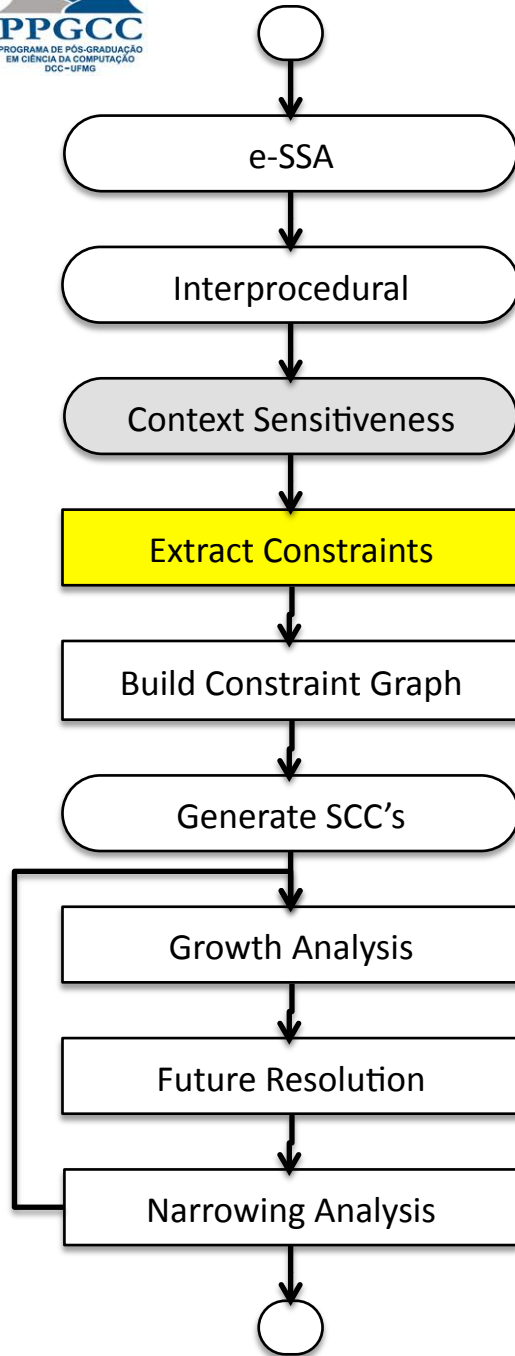 PPGCC
PROGRAMA DE PÓS-GRADUAÇÃO
EM CIÊNCIA DA COMPUTAÇÃO
DCC-UFMG
e-SSA
Interprocedural
Context Sensitiveness
Extract Constraints
Build Constraint Graph
Generate SCC’s
Growth Analysis
Future Resolution
Narrowing Analysis